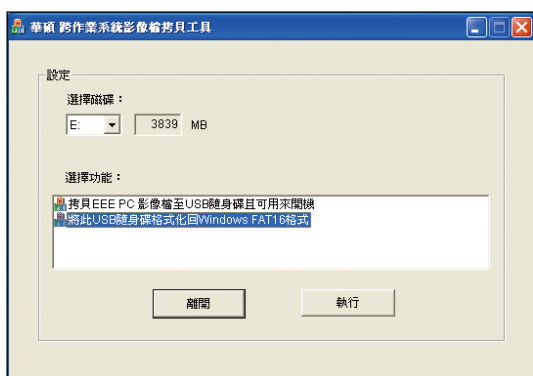 華碩 跨作業系統影像檔拷貝工具
設定
選擇磁碟：
E: 3839 MB
選擇功能：
拷貝EEE PC 影像檔至USB隨身碟且可用來開機
將此USB隨身碟格式化回Windows FAT16格式
離開 執行